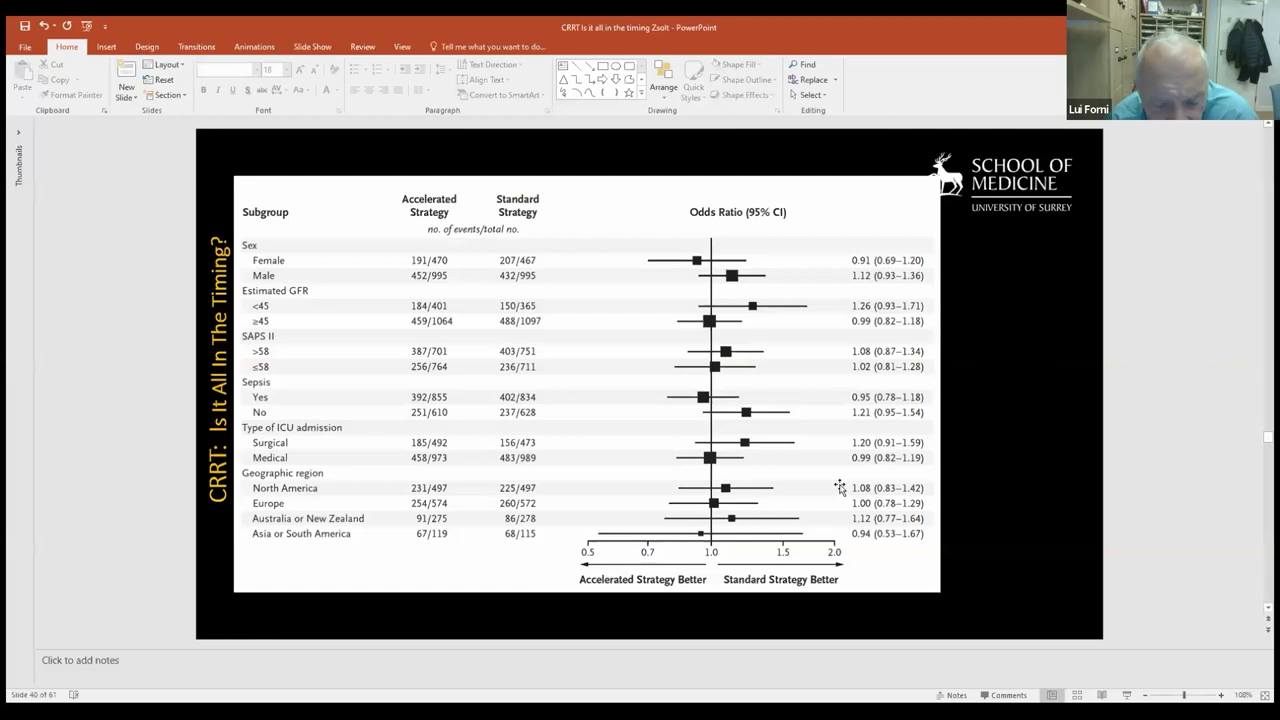 CRRT Is it all in the timing Zsolt - PowerPoint
File Home Insert Design Transitions Animations Slide Show Review View Tell me what you want to do...
Paste
Cut
Copy
Format Painter
Clipboard
New
Slide
Layout
Reset
Section
Slides
18
Font
Paragraph
Text Direction
Align Text
Convert to SmartArt
Arrange
Quick
Styles
Shape Fill
Shape Outline
Shape Effects
Drawing
Find
Replace
Select
Editing
Lui Forni
Thumbnails
CRRT: Is It All In The Timing?
SCHOOL OF
MEDICINE
UNIVERSITY OF SURREY
Subgroup Accelerated Strategy Standard Strategy Odds Ratio (95% CI)
no. of events/total no.
Sex
Female 191/470 207/467 0.91 (0.69–1.20)
Male 452/995 432/995 1.12 (0.93–1.36)
Estimated GFR
<45 184/401 150/365 1.26 (0.93–1.71)
≥45 459/1064 488/1097 0.99 (0.82–1.18)
SAPS II
>58 387/701 403/751 1.08 (0.87–1.34)
≤58 256/764 236/711 1.02 (0.81–1.28)
Sepsis
Yes 392/855 402/834 0.95 (0.78–1.18)
No 251/610 237/628 1.21 (0.95–1.54)
Type of ICU admission
Surgical 185/492 156/473 1.20 (0.91–1.59)
Medical 458/973 483/989 0.99 (0.82–1.19)
Geographic region
North America 231/497 225/497 1.08 (0.83–1.42)
Europe 254/574 260/572 1.00 (0.78–1.29)
Australia or New Zealand 91/275 86/278 1.12 (0.77–1.64)
Asia or South America 67/119 68/115 0.94 (0.53–1.67)
0.5 0.7 1.0 1.5 2.0
Accelerated Strategy Better Standard Strategy Better
Click to add notes
Slide 40 of 61 Notes Comments 108%